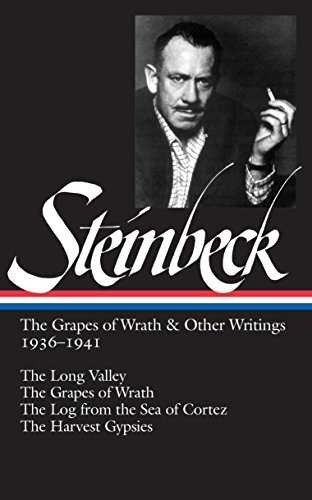 Steinbeck
The Grapes of Wrath & Other Writings
1936–1941
The Long Valley
The Grapes of Wrath
The Log from the Sea of Cortez
The Harvest Gypsies